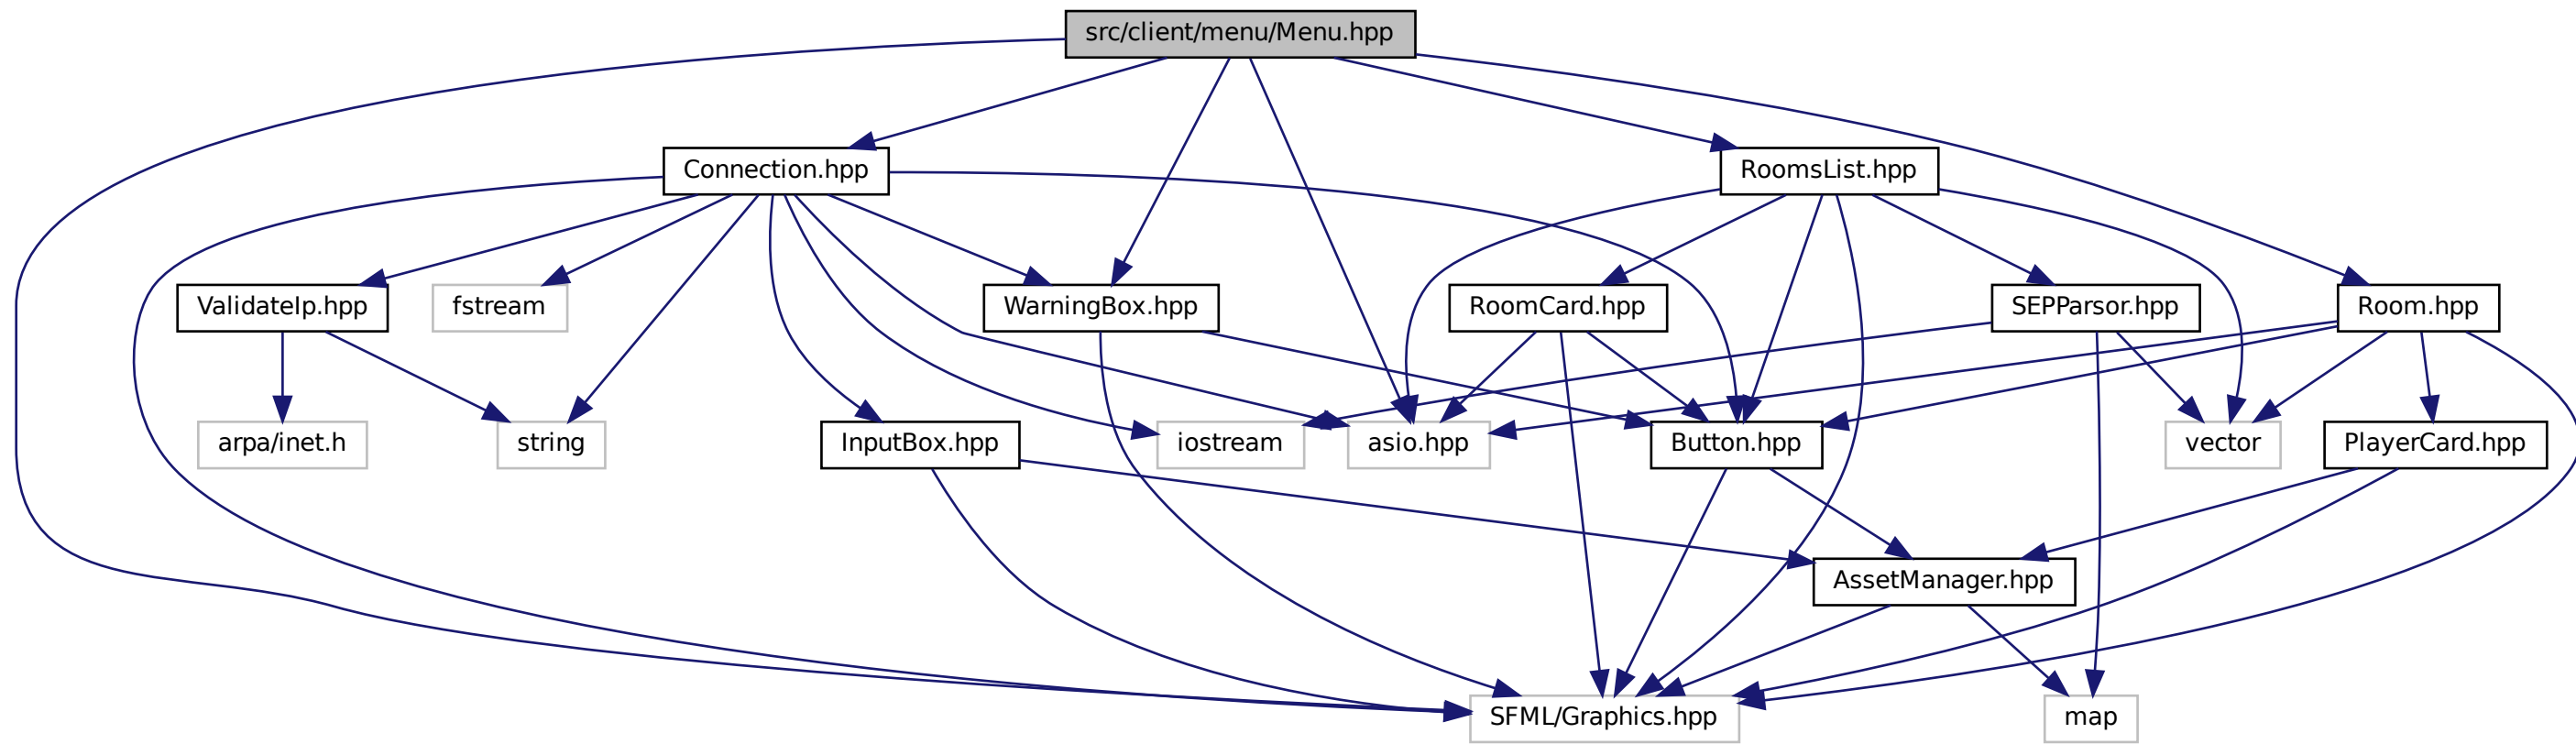 src/client/menu/Menu.hpp
Connection.hpp
RoomsList.hpp
ValidateIp.hpp
fstream
WarningBox.hpp
RoomCard.hpp
SEPParsor.hpp
Room.hpp
arpa/inet.h
string
InputBox.hpp
iostream
asio.hpp
Button.hpp
vector
PlayerCard.hpp
AssetManager.hpp
SFML/Graphics.hpp
map